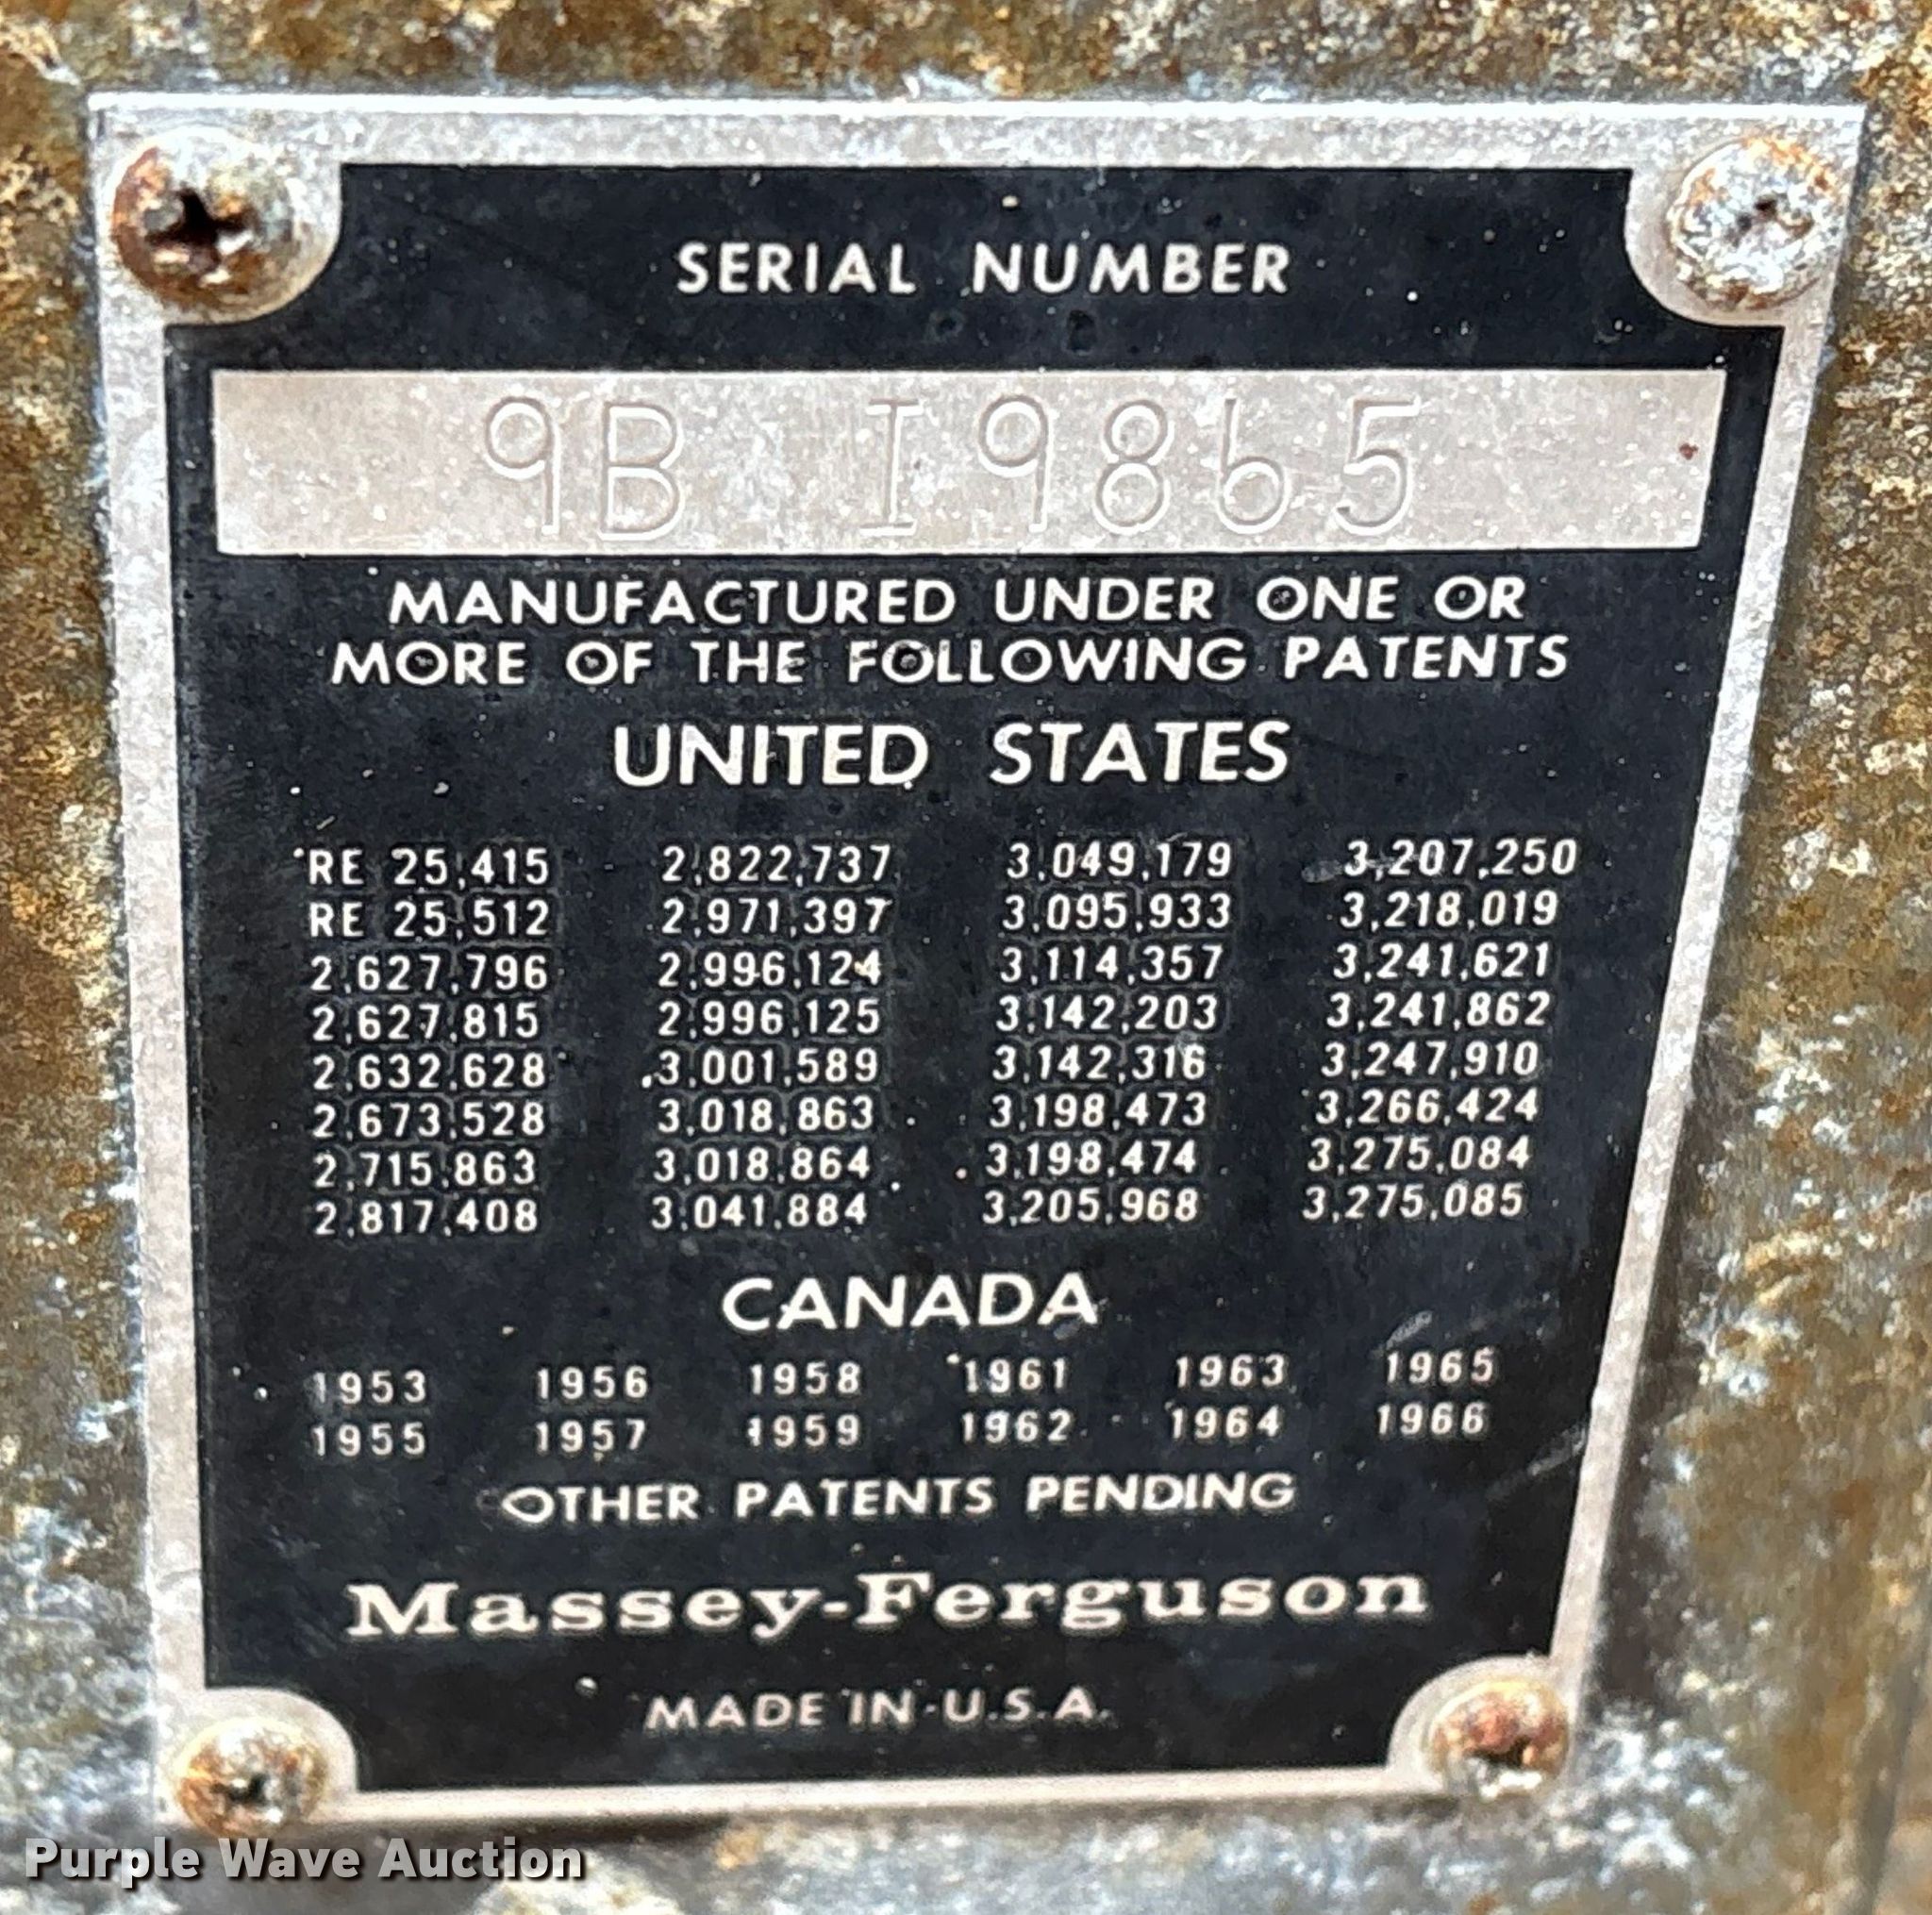 SERIAL NUMBER
9B I9865
MANUFACTURED UNDER ONE OR
MORE OF THE FOLLOWING PATENTS
UNITED STATES
RE 25,415 2,822,737 3,049,179 3,207,250
RE 25,512 2,971,397 3,095,933 3,218,019
2,627,796 2,996,124 3,114,357 3,241,621
2,627,815 2,996,125 3,142,203 3,241,862
2,632,628 3,001,589 3,142,316 3,247,910
2,673,528 3,018,863 3,198,473 3,266,424
2,715,863 3,018,864 3,198,474 3,275,084
2,817,408 3,041,884 3,205,968 3,275,085
CANADA
1953 1956 1958 1961 1963 1965
1955 1957 1959 1962 1964 1966
OTHER PATENTS PENDING
Massey-Ferguson
MADE IN U.S.A.
Purple Wave Auction